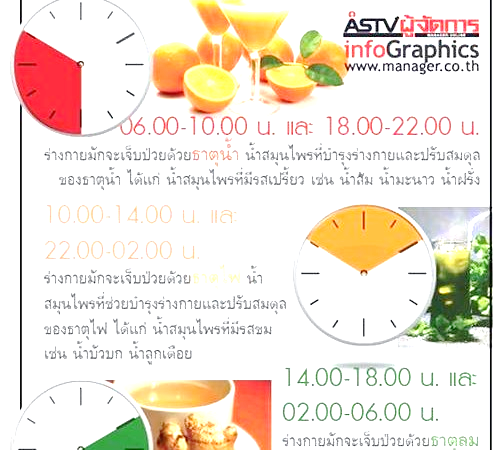 ASTVผู้จัดการ
MANAGER ONLINE
infoGraphics
www.manager.co.th
06.00-10.00 น. และ 18.00-22.00 น.
ร่างกายมักจะเจ็บป่วยด้วยธาตุน้ำ น้ำสมุนไพรที่บำรุงร่างกายและปรับสมดุล
ของธาตุน้ำ ได้แก่ น้ำสมุนไพรที่มีรสเปรี้ยว เช่น น้ำส้ม น้ำมะนาว น้ำฝรั่ง
10.00-14.00 น. และ
22.00-02.00 น.
ร่างกายมักจะเจ็บป่วยด้วยธาตุไฟ น้ำ
สมุนไพรที่ช่วยบำรุงร่างกายและปรับสมดุล
ของธาตุไฟ ได้แก่ น้ำสมุนไพรที่มีรสขม
เช่น น้ำบัวบก น้ำลูกเดือย
14.00-18.00 น. และ
02.00-06.00 น.
ร่างกายมักจะเจ็บป่วยด้วยธาตุลม